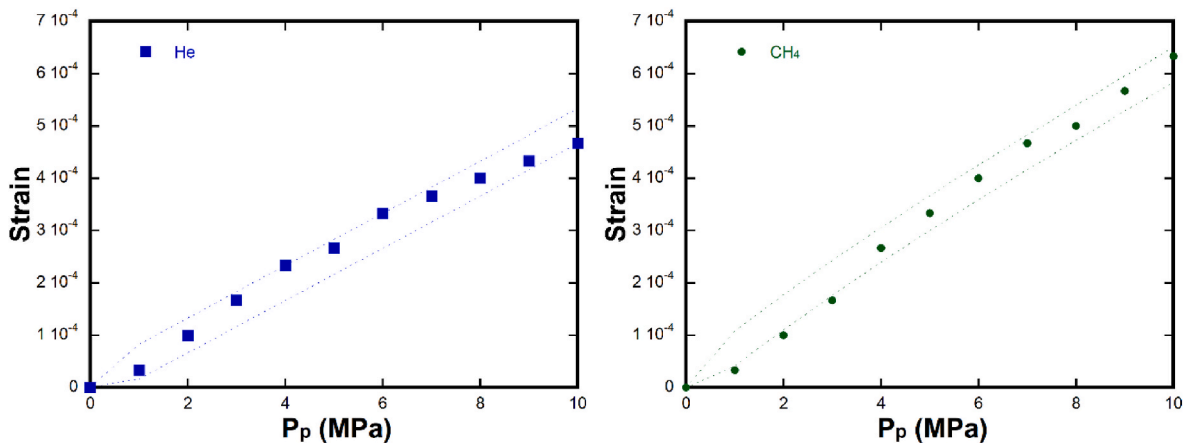 7 10⁻⁴
6 10⁻⁴
5 10⁻⁴
4 10⁻⁴
3 10⁻⁴
2 10⁻⁴
1 10⁻⁴
0
Strain
He
0 2 4 6 8 10
Pp (MPa)
7 10⁻⁴
6 10⁻⁴
5 10⁻⁴
4 10⁻⁴
3 10⁻⁴
2 10⁻⁴
1 10⁻⁴
0
Strain
CH₄
0 2 4 6 8 10
Pp (MPa)